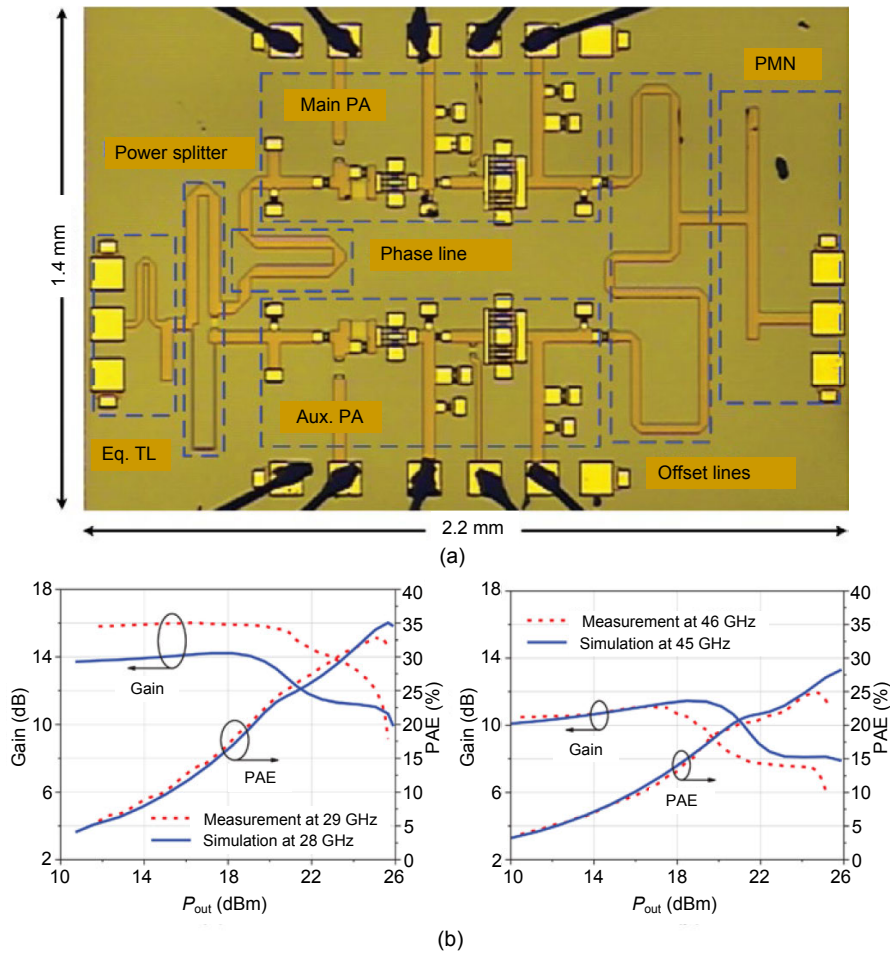 PMN
Main PA
Power splitter
Phase line
1.4 mm
Aux. PA
Eq. TL
Offset lines
2.2 mm
(a)
18
14
10
6
2
Gain (dB)
40
35
30
25
20
15
10
5
0
PAE (%)
Gain
PAE
Measurement at 29 GHz
Simulation at 28 GHz
10 14 18 22 26
Pout (dBm)
18
14
10
6
2
Gain (dB)
40
35
30
25
20
15
10
5
0
PAE (%)
Measurement at 46 GHz
Simulation at 45 GHz
Gain
PAE
10 14 18 22 26
Pout (dBm)
(b)